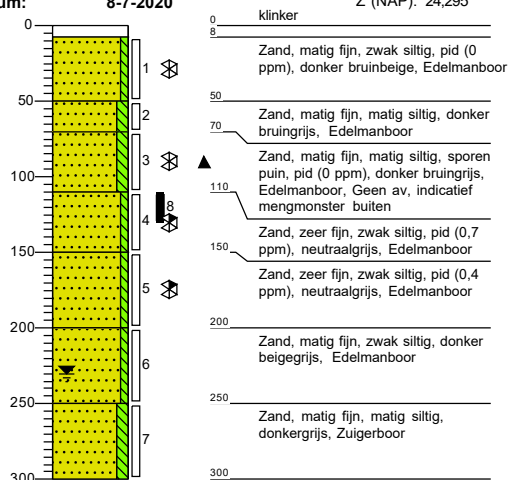 um: 8-7-2020 Z (NAP): 24,295
0
50
100
150
200
250
300
1
2
3
8
4
5
6
7
0
klinker
8
Zand, matig fijn, zwak siltig, pid (0
ppm), donker bruinbeige, Edelmanboor
50
Zand, matig fijn, matig siltig, donker
bruingrijs, Edelmanboor
70
Zand, matig fijn, matig siltig, sporen
puin, pid (0 ppm), donker bruingrijs,
Edelmanboor, Geen av, indicatief
mengmonster buiten
110
Zand, zeer fijn, zwak siltig, pid (0,7
ppm), neutraalgrijs, Edelmanboor
150
Zand, zeer fijn, zwak siltig, pid (0,4
ppm), neutraalgrijs, Edelmanboor
200
Zand, matig fijn, zwak siltig, donker
beigegrijs, Edelmanboor
250
Zand, matig fijn, matig siltig,
donkergrijs, Zuigerboor
300